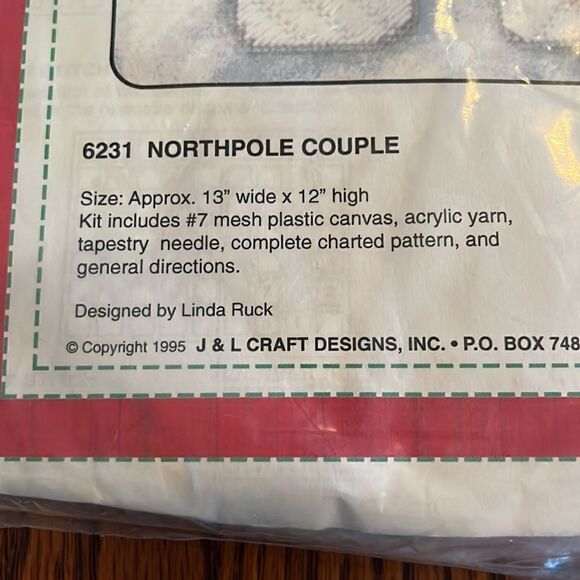 6231 NORTHPOLE COUPLE
Size: Approx. 13" wide x 12" high
Kit includes #7 mesh plastic canvas, acrylic yarn,
tapestry needle, complete charted pattern, and
general directions.
Designed by Linda Ruck
© Copyright 1995 J & L CRAFT DESIGNS, INC. • P.O. BOX 748